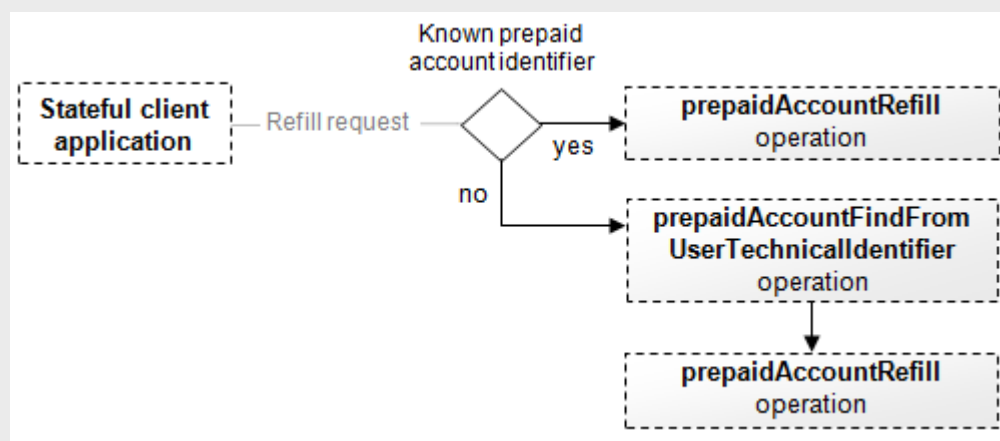 Known prepaid
account identifier
Stateful client
application
Refill request
yes
no
prepaidAccountRefill
operation
prepaidAccountFindFrom
UserTechnicalIdentifier
operation
prepaidAccountRefill
operation